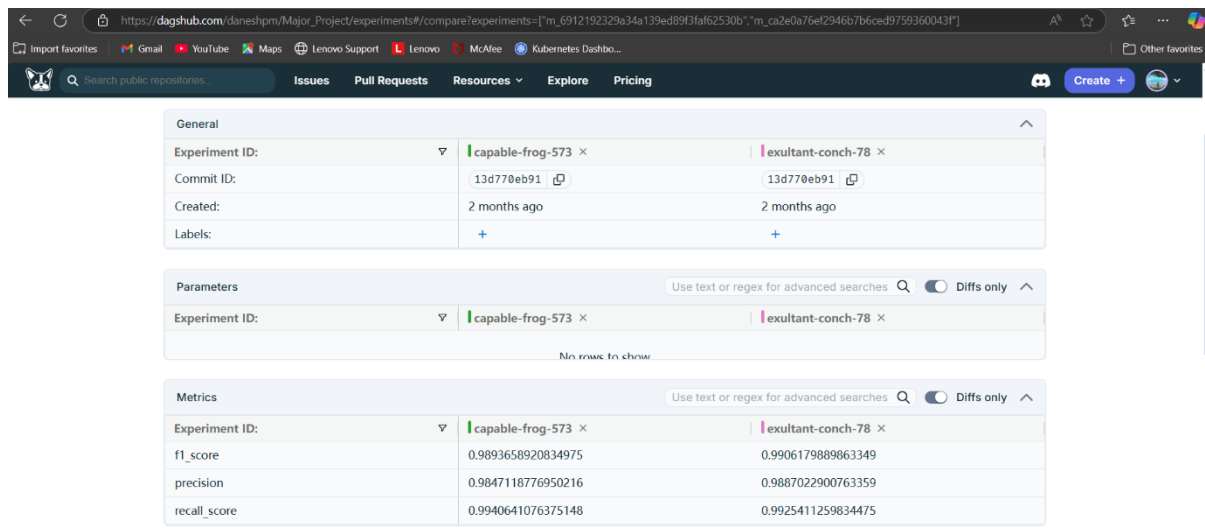 https://dagshub.com/daneshpm/Major_Project/experiments#/compare?experiments=["m_6912192329a34a139ed89f3faf62530b","m_ca2e0a76ef2946b7b6ced9759360043f"]
Import favorites Gmail YouTube Maps Lenovo Support L Lenovo McAfee Kubernetes Dashbo... Other favorites
Search public repositories... Issues Pull Requests Resources Explore Pricing Create +
General
Experiment ID: capable-frog-573 × exultant-conch-78 ×
Commit ID: 13d770eb91 13d770eb91
Created: 2 months ago 2 months ago
Labels: + +
Parameters Use text or regex for advanced searches Diffs only
Experiment ID: capable-frog-573 × exultant-conch-78 ×
No rows to show
Metrics Use text or regex for advanced searches Diffs only
Experiment ID: capable-frog-573 × exultant-conch-78 ×
f1_score 0.9893658920834975 0.9906179889863349
precision 0.9847118776950216 0.9887022900763359
recall_score 0.9940641076375148 0.9925411259834475